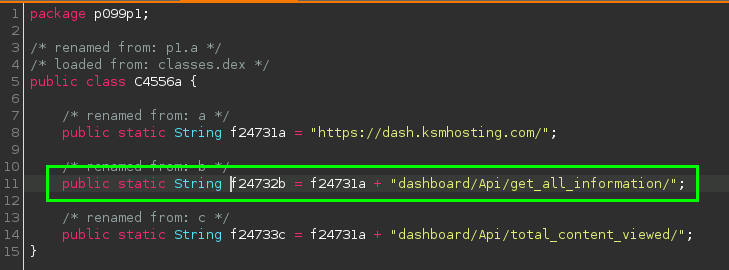 1 package p099p1;
2
3 /* renamed from: p1.a */
4 /* loaded from: classes.dex */
5 public class C4556a {
6
7 /* renamed from: a */
8 public static String f24731a = "https://dash.ksmhosting.com/";
9
10 /* renamed from: b */
11 public static String f24732b = f24731a + "dashboard/Api/get_all_information/";
12
13 /* renamed from: c */
14 public static String f24733c = f24731a + "dashboard/Api/total_content_viewed/";
15 }